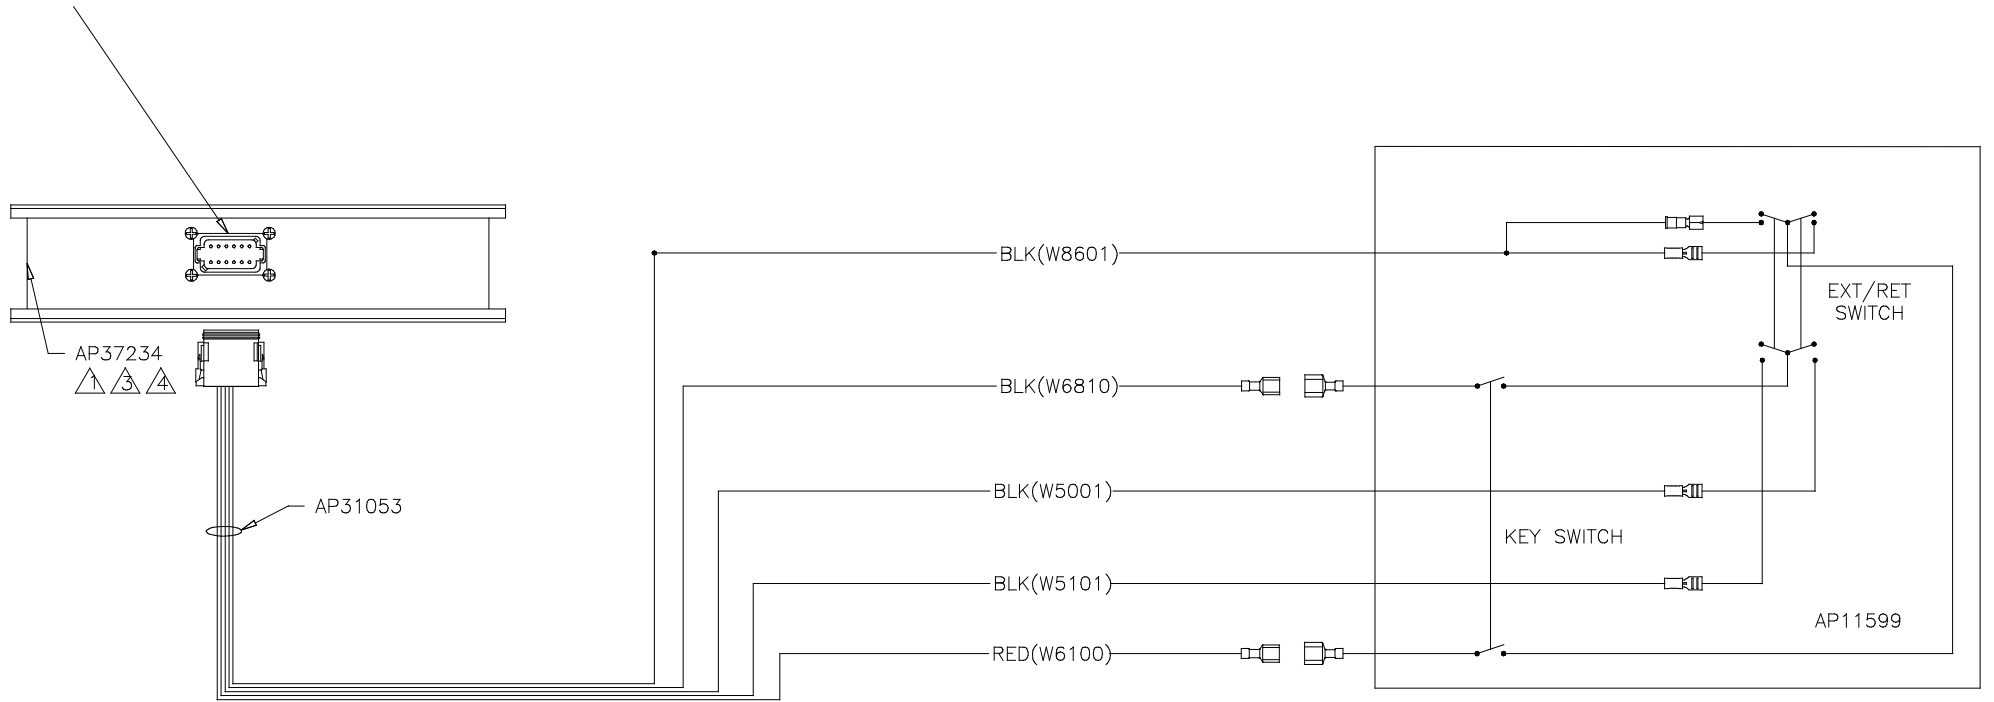 BLK(W8601)
EXT/RET
SWITCH
AP37234
1 3 4
BLK(W6810)
BLK(W5001)
AP31053
KEY SWITCH
BLK(W5101)
AP11599
RED(W6100)